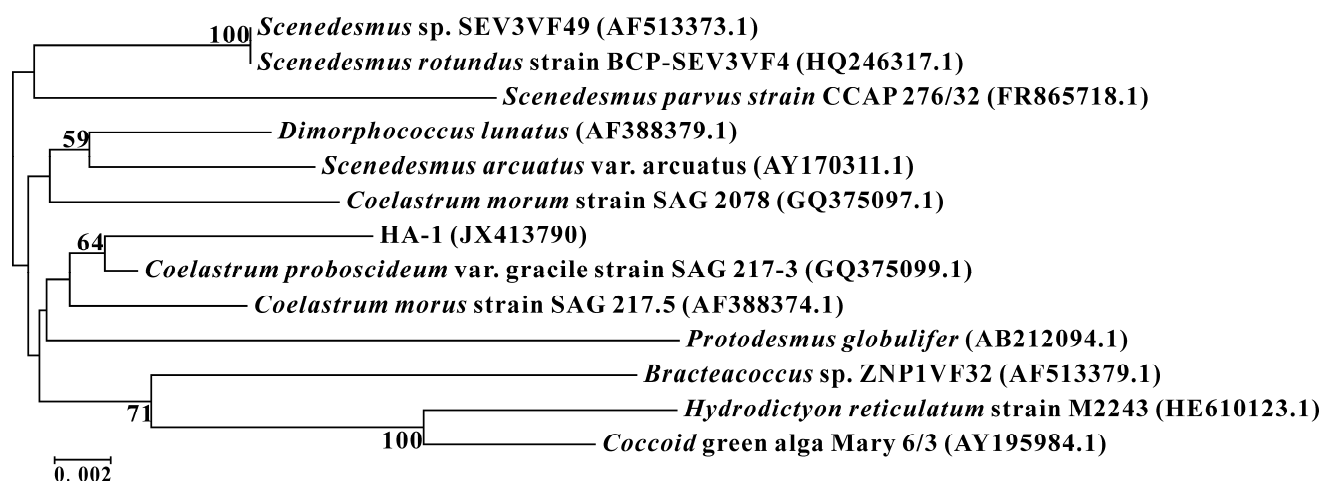 100 Scenedesmus sp. SEV3VF49 (AF513373.1)
Scenedesmus rotundus strain BCP-SEV3VF4 (HQ246317.1)
Scenedesmus parvus strain CCAP 276/32 (FR865718.1)
Dimorphococcus lunatus (AF388379.1)
59
Scenedesmus arcuatus var. arcuatus (AY170311.1)
Coelastrum morum strain SAG 2078 (GQ375097.1)
HA-1 (JX413790)
64
Coelastrum proboscideum var. gracile strain SAG 217-3 (GQ375099.1)
Coelastrum morus strain SAG 217.5 (AF388374.1)
Protodesmus globulifer (AB212094.1)
Bracteacoccus sp. ZNP1VF32 (AF513379.1)
71
Hydrodictyon reticulatum strain M2243 (HE610123.1)
100
Coccoid green alga Mary 6/3 (AY195984.1)
0. 002